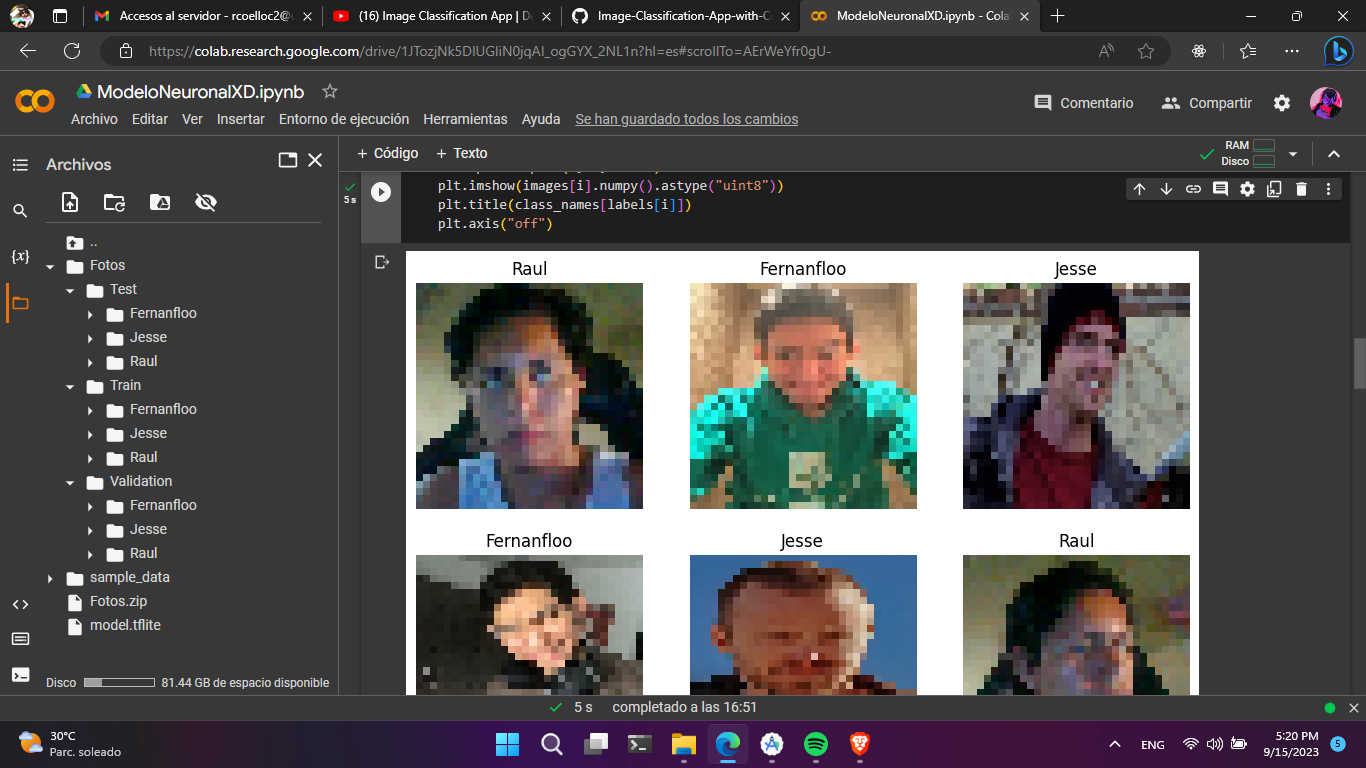 Accesos al servidor - rcoelloc2@u
(16) Image Classification App | De
Image-Classification-App-with-Cu
ModeloNeuronalXD.ipynb - Colab
https://colab.research.google.com/drive/1JTozjNk5DIUGIiN0jqAI_ogGYX_2NL1n?hl=es#scrollTo=AErWeYfr0gU-
ModeloNeuronalXD.ipynb
Comentario
Compartir
Archivo Editar Ver Insertar Entorno de ejecución Herramientas Ayuda Se han guardado todos los cambios
Archivos
+ Código + Texto
RAM
Disco
{x}
..
Fotos
Test
Fernanfloo
Jesse
Raul
Train
Fernanfloo
Jesse
Raul
Validation
Fernanfloo
Jesse
Raul
sample_data
Fotos.zip
model.tflite
Disco 81.44 GB de espacio disponible
5 s
plt.imshow(images[i].numpy().astype("uint8"))
plt.title(class_names[labels[i]])
plt.axis("off")
Raul Fernanfloo Jesse
Fernanfloo Jesse Raul
5 s completado a las 16:51
30°C
Parc. soleado
ENG
5:20 PM
9/15/2023
5